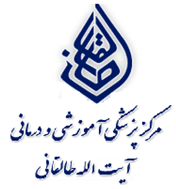 مرکز پزشکی آموزشی و درمانی
آیت الله طالقانی